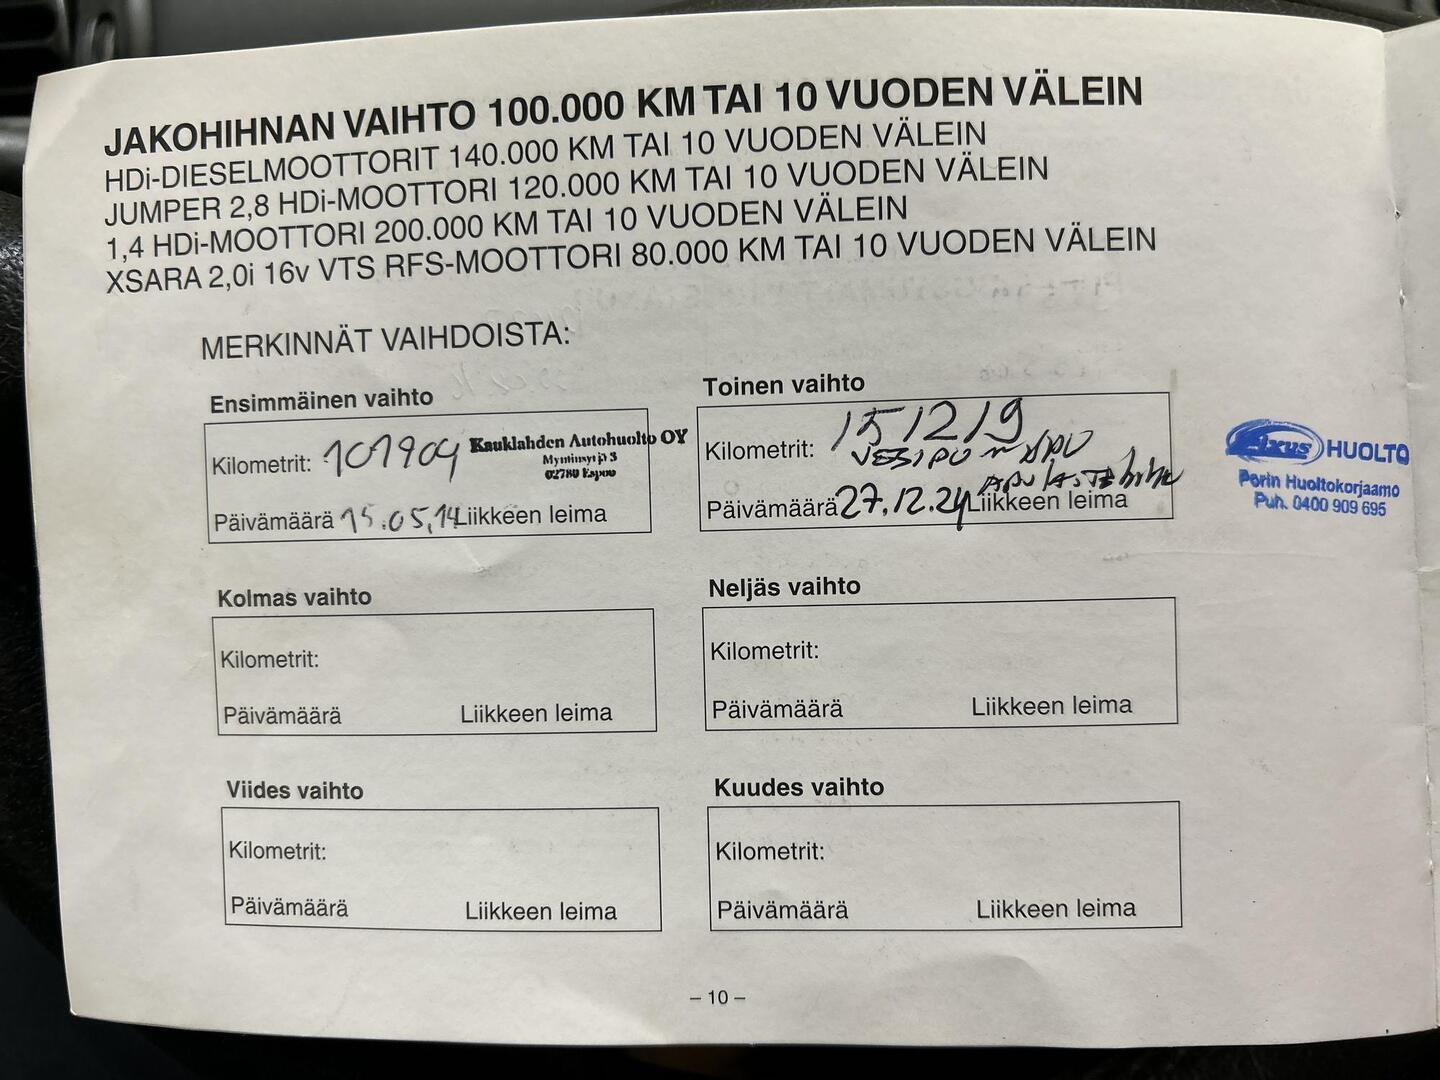 JAKOHIHNAN VAIHTO 100.000 KM TAI 10 VUODEN VÄLEIN
HDi-DIESELMOOTTORIT 140.000 KM TAI 10 VUODEN VÄLEIN
JUMPER 2,8 HDi-MOOTTORI 120.000 KM TAI 10 VUODEN VÄLEIN
1,4 HDi-MOOTTORI 200.000 KM TAI 10 VUODEN VÄLEIN
XSARA 2,0i 16v VTS RFS-MOOTTORI 80.000 KM TAI 10 VUODEN VÄLEIN
MERKINNÄT VAIHDOISTA:
Ensimmäinen vaihto
Kilometrit: 101904
Kauklahden Autohuolto OY
02780 Espoo
Päivämäärä 15.05.14 Liikkeen leima
Toinen vaihto
Kilometrit: 151219
VESIPUMPPU
Päivämäärä 27.12.24 Liikkeen leima
Axus HUOLTO
Porin Huoltokorjaamo
Puh. 0400 909 695
Kolmas vaihto
Kilometrit:
Päivämäärä Liikkeen leima
Neljäs vaihto
Kilometrit:
Päivämäärä Liikkeen leima
Viides vaihto
Kilometrit:
Päivämäärä Liikkeen leima
Kuudes vaihto
Kilometrit:
Päivämäärä Liikkeen leima
– 10 –